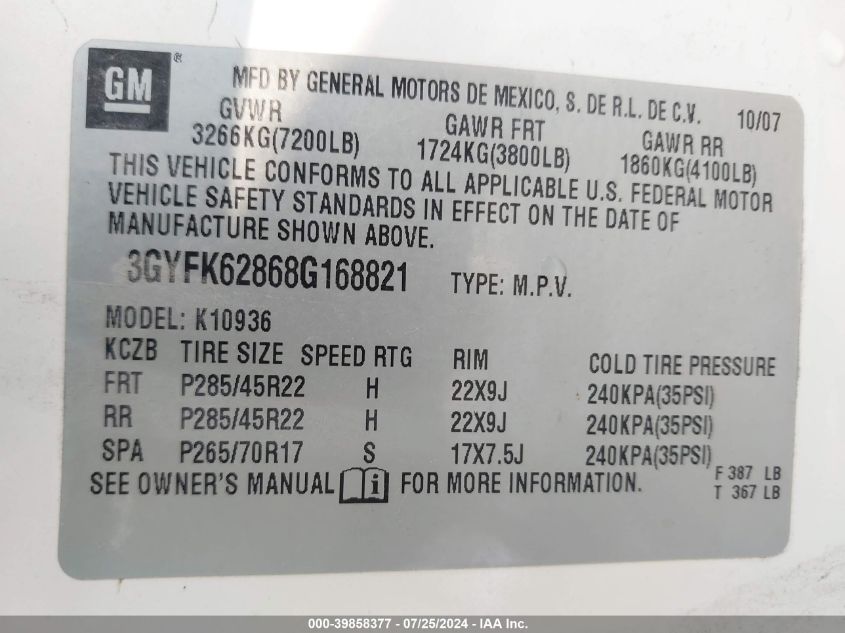 GM ®
MFD BY GENERAL MOTORS DE MEXICO, S. DE R.L. DE C.V. 10/07
GVWR GAWR FRT GAWR RR
3266KG(7200LB) 1724KG(3800LB) 1860KG(4100LB)
THIS VEHICLE CONFORMS TO ALL APPLICABLE U.S. FEDERAL MOTOR
VEHICLE SAFETY STANDARDS IN EFFECT ON THE DATE OF
MANUFACTURE SHOWN ABOVE.
3GYFK62868G168821 TYPE: M.P.V.
MODEL: K10936
KCZB TIRE SIZE SPEED RTG RIM COLD TIRE PRESSURE
FRT P285/45R22 H 22X9J 240KPA(35PSI)
RR P285/45R22 H 22X9J 240KPA(35PSI)
SPA P265/70R17 S 17X7.5J 240KPA(35PSI)
SEE OWNER'S MANUAL i FOR MORE INFORMATION. F 387 LB
T 367 LB
000-39858377 - 07/25/2024 - IAA Inc.